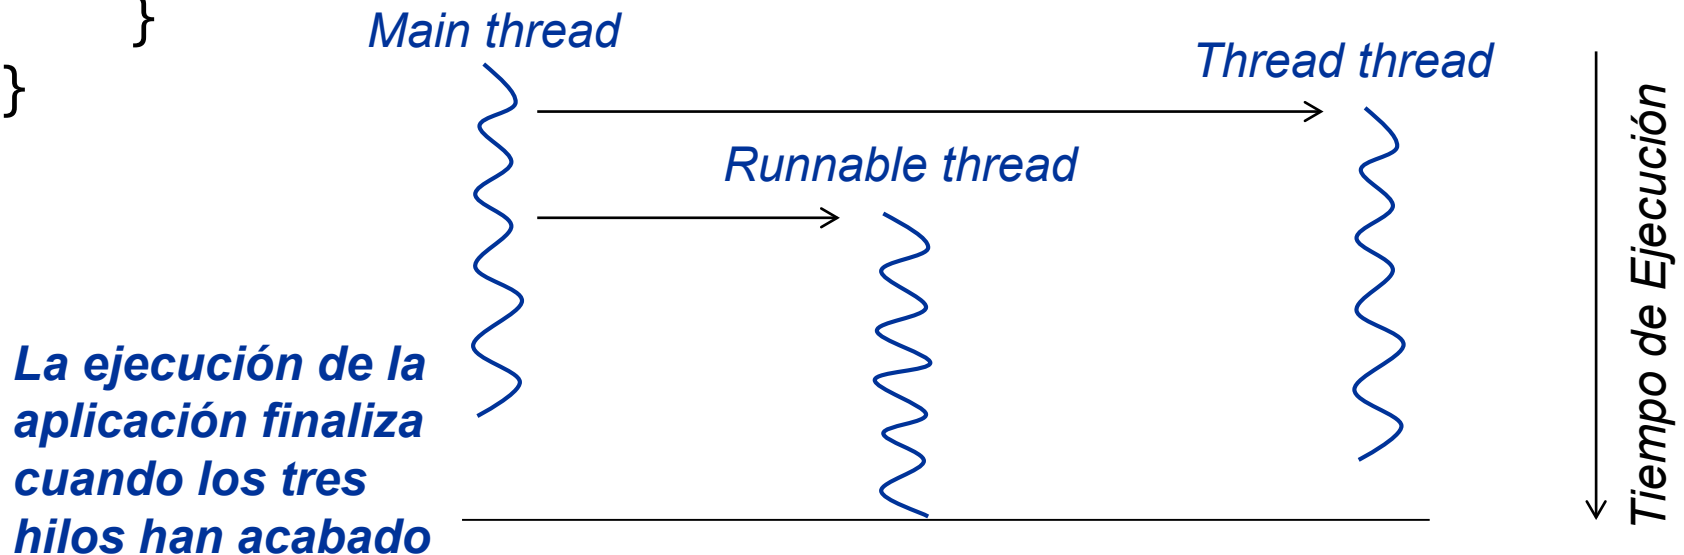 }
}
Main thread
Thread thread
Runnable thread
La ejecución de la
aplicación finaliza
cuando los tres
hilos han acabado
Tiempo de Ejecución